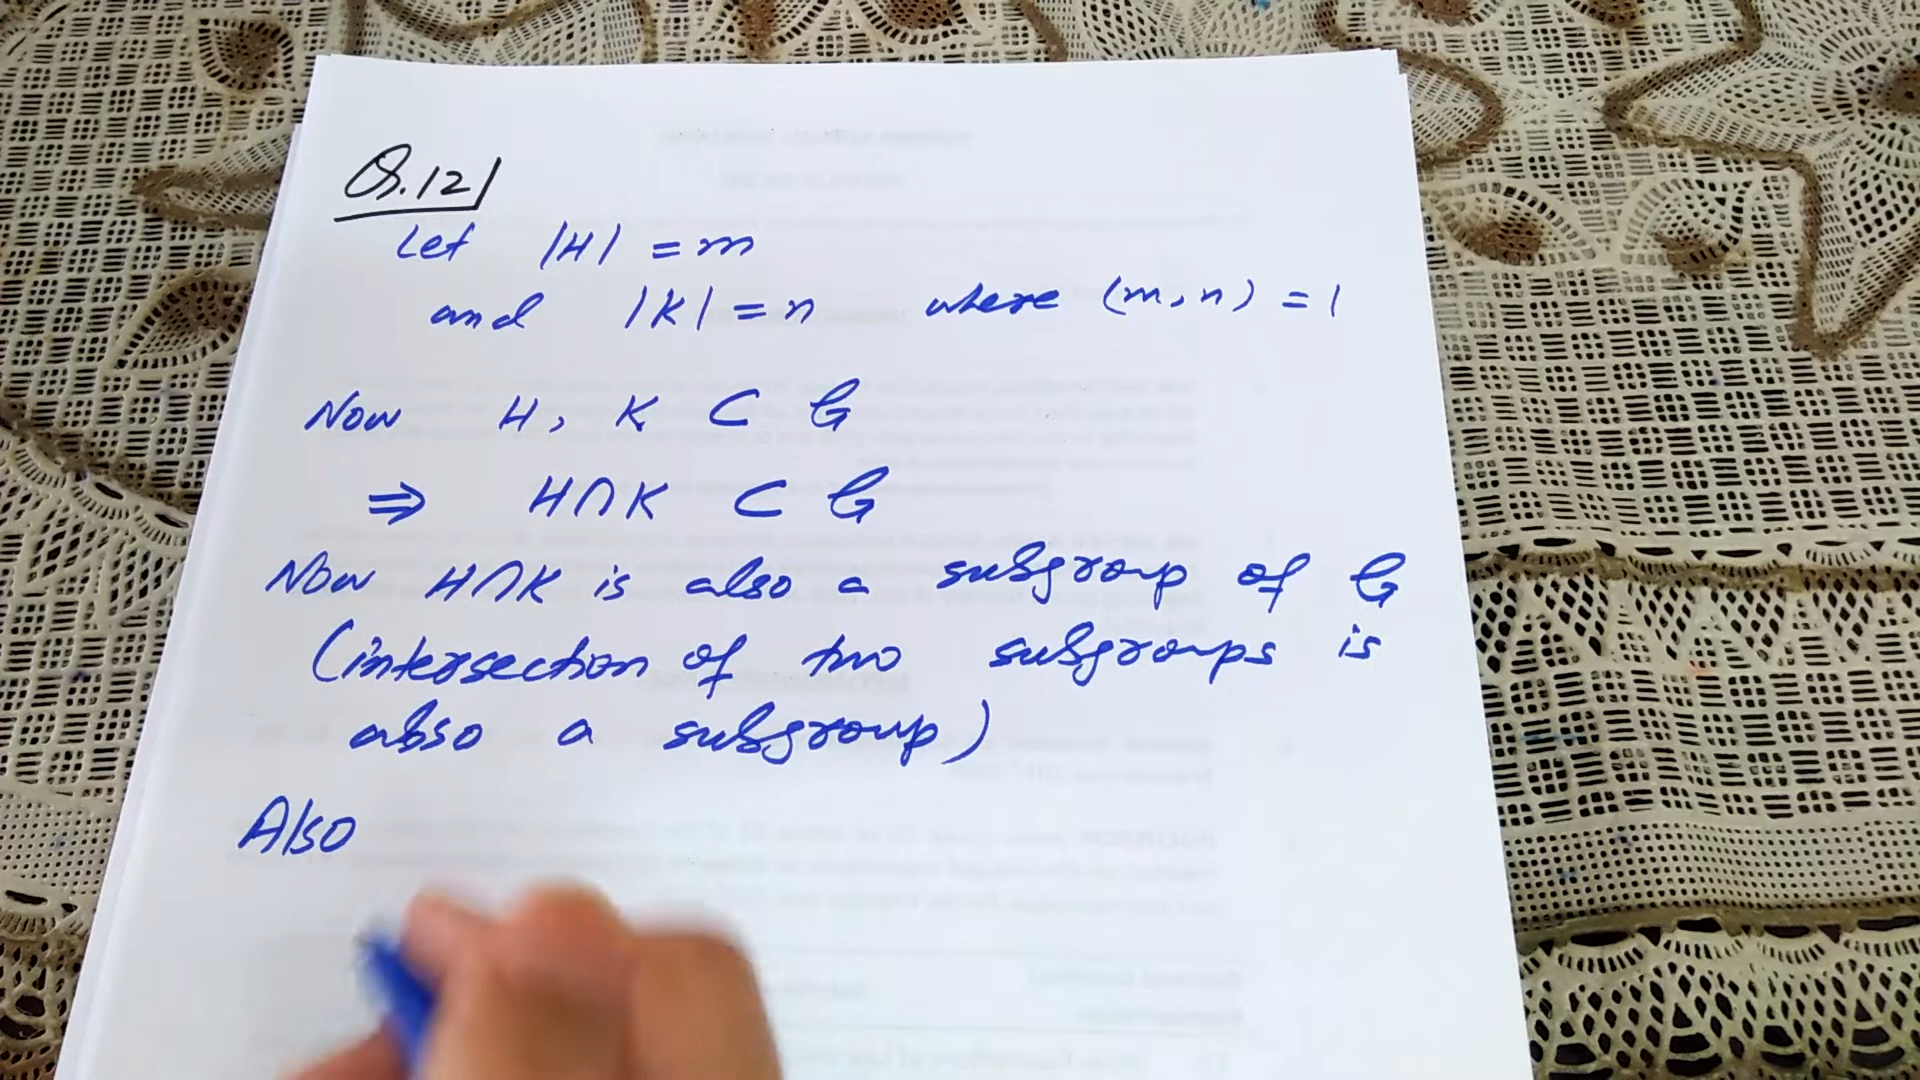 Q.12
Let |H| = m
and |K| = n where (m,n) = 1
Now H, K ⊂ G
⇒ H∩K ⊂ G
Now H∩K is also a subgroup of G
(intersection of two subgroups is
also a subgroup)
Also